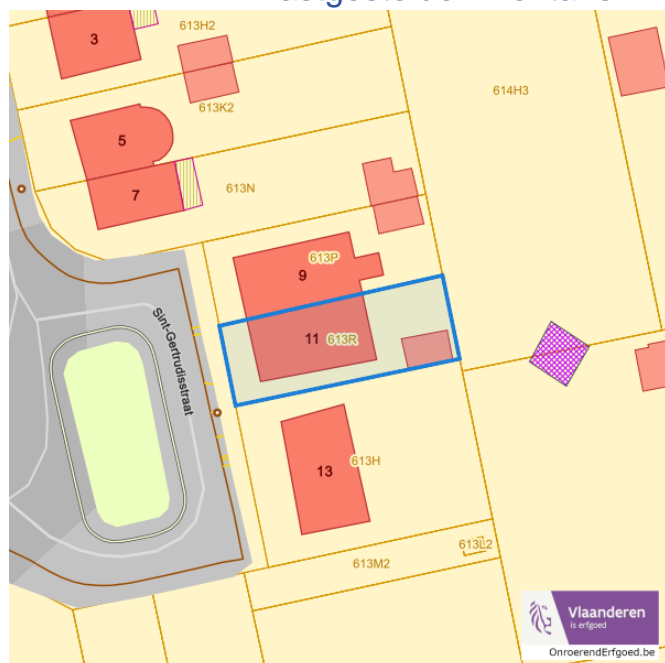 3
613H2
614H3
613K2
5
7
613N
9
613P
11
613R
Sint-Gertrudisstraat
13
613H
613L2
613M2
Vlaanderen
is erfgoed
OnroerendErfgoed.be